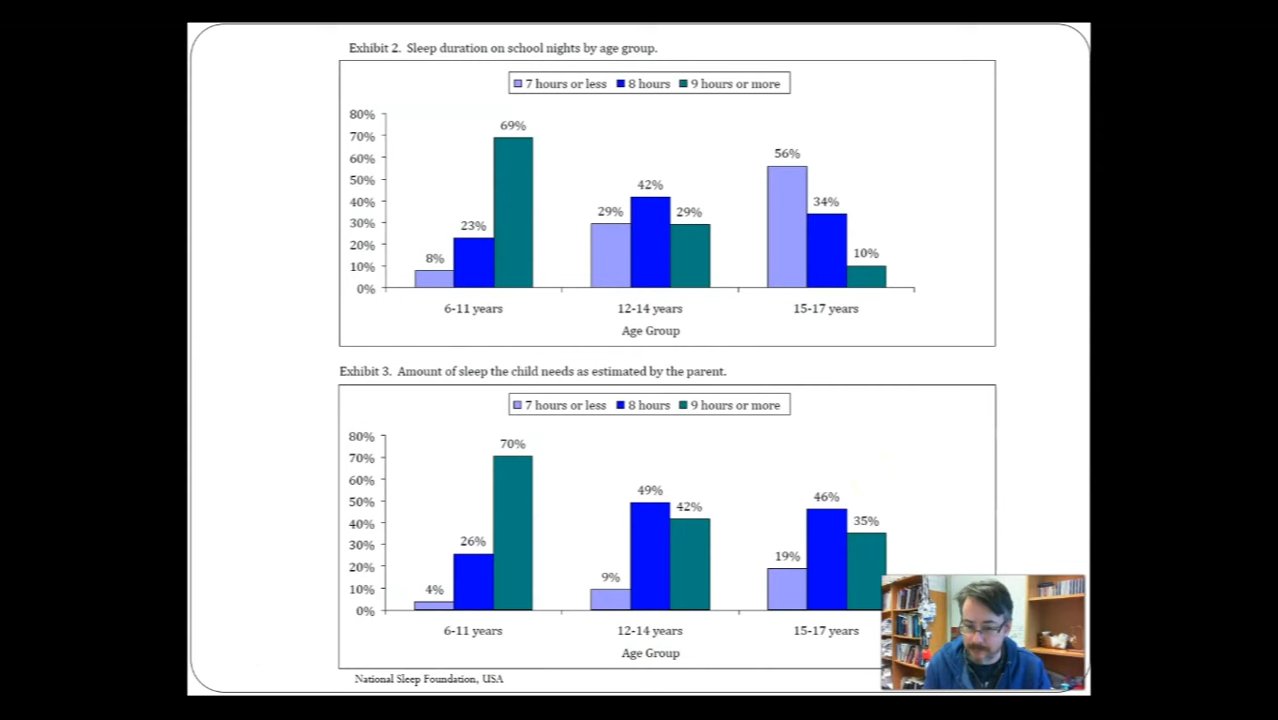 Exhibit 2. Sleep duration on school nights by age group.
7 hours or less 8 hours 9 hours or more
80%
70%
60%
50%
40%
30%
20%
10%
0%
8% 23% 69%
29% 42% 29%
56% 34% 10%
6-11 years 12-14 years 15-17 years
Age Group
Exhibit 3. Amount of sleep the child needs as estimated by the parent.
7 hours or less 8 hours 9 hours or more
80%
70%
60%
50%
40%
30%
20%
10%
0%
4% 26% 70%
9% 49% 42%
19% 46% 35%
6-11 years 12-14 years 15-17 years
Age Group
National Sleep Foundation, USA